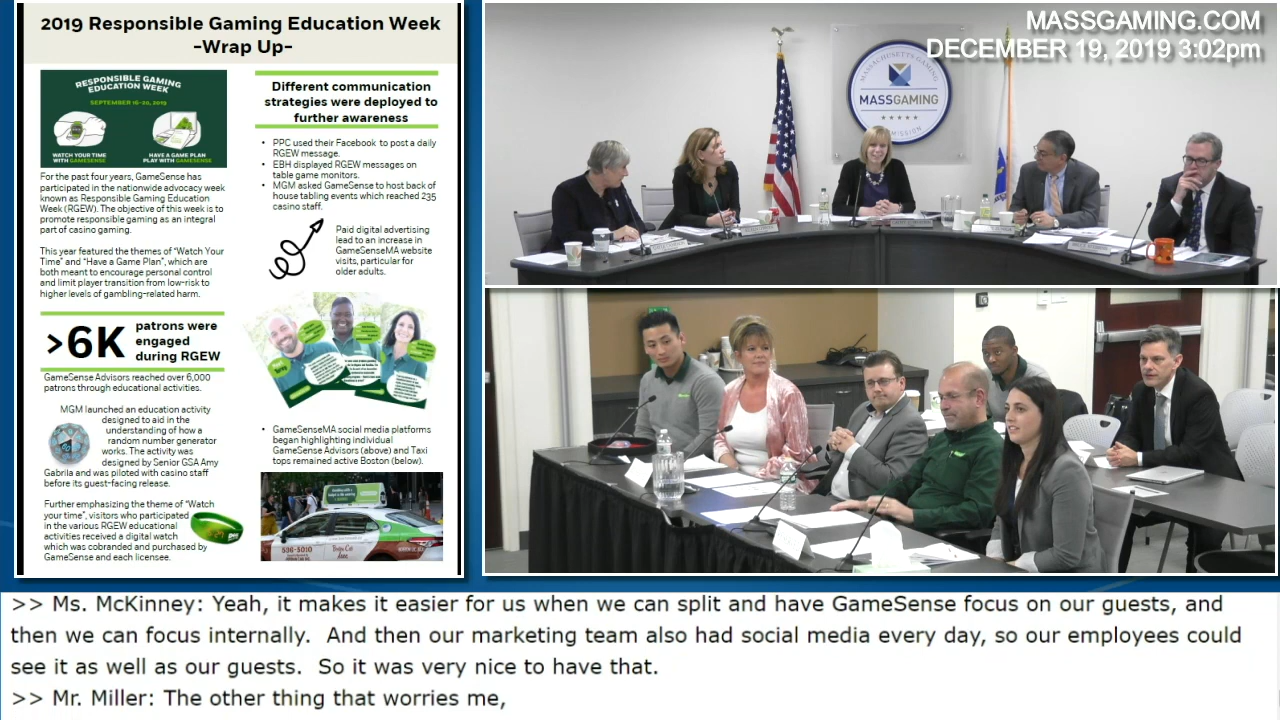 2019 Responsible Gaming Education Week
-Wrap Up-
RESPONSIBLE GAMING
EDUCATION WEEK
SEPTEMBER 16-20, 2019
WATCH YOUR TIME
WITH GAMESENSE
HAVE A GAME PLAN
PLAY WITH GAMESENSE
For the past four years, GameSense has
participated in the nationwide advocacy week
known as Responsible Gaming Education
Week (RGEW). The objective of this week is to
promote responsible gaming as an integral
part of casino gaming.
This year featured the themes of "Watch Your
Time" and "Have a Game Plan", which are
both meant to encourage personal control
and limit player transition from low-risk to
higher levels of gambling-related harm.
>6K
patrons were
engaged
during RGEW
GameSense Advisors reached over 6,000
patrons through educational activities.
MGM launched an education activity
designed to aid in the
understanding of how a
random number generator
works. The activity was
designed by Senior GSA Amy
Gabrila and was piloted with casino staff
before its guest-facing release.
Further emphasizing the theme of "Watch
your time", visitors who participated
in the various RGEW educational
activities received a digital watch
which was cobranded and purchased by
GameSense and each licensee.
Different communication
strategies were deployed to
further awareness
• PPC used their Facebook to post a daily
RGEW message.
• EBH displayed RGEW messages on
table game monitors.
• MGM asked GameSense to host back of
house tabling events which reached 235
casino staff.
Paid digital advertising
lead to an increase in
GameSenseMA website
visits, particular for
older adults.
• GameSenseMA social media platforms
began highlighting individual
GameSense Advisors (above) and Taxi
tops remained active Boston (below).
536-5010
MASSGAMING.COM
DECEMBER 19, 2019 3:02pm
MASSACHUSETTS GAMING
MASSGAMING
>> Ms. McKinney: Yeah, it makes it easier for us when we can split and have GameSense focus on our guests, and
then we can focus internally.  And then our marketing team also had social media every day, so our employees could
see it as well as our guests.  So it was very nice to have that.
>> Mr. Miller: The other thing that worries me,